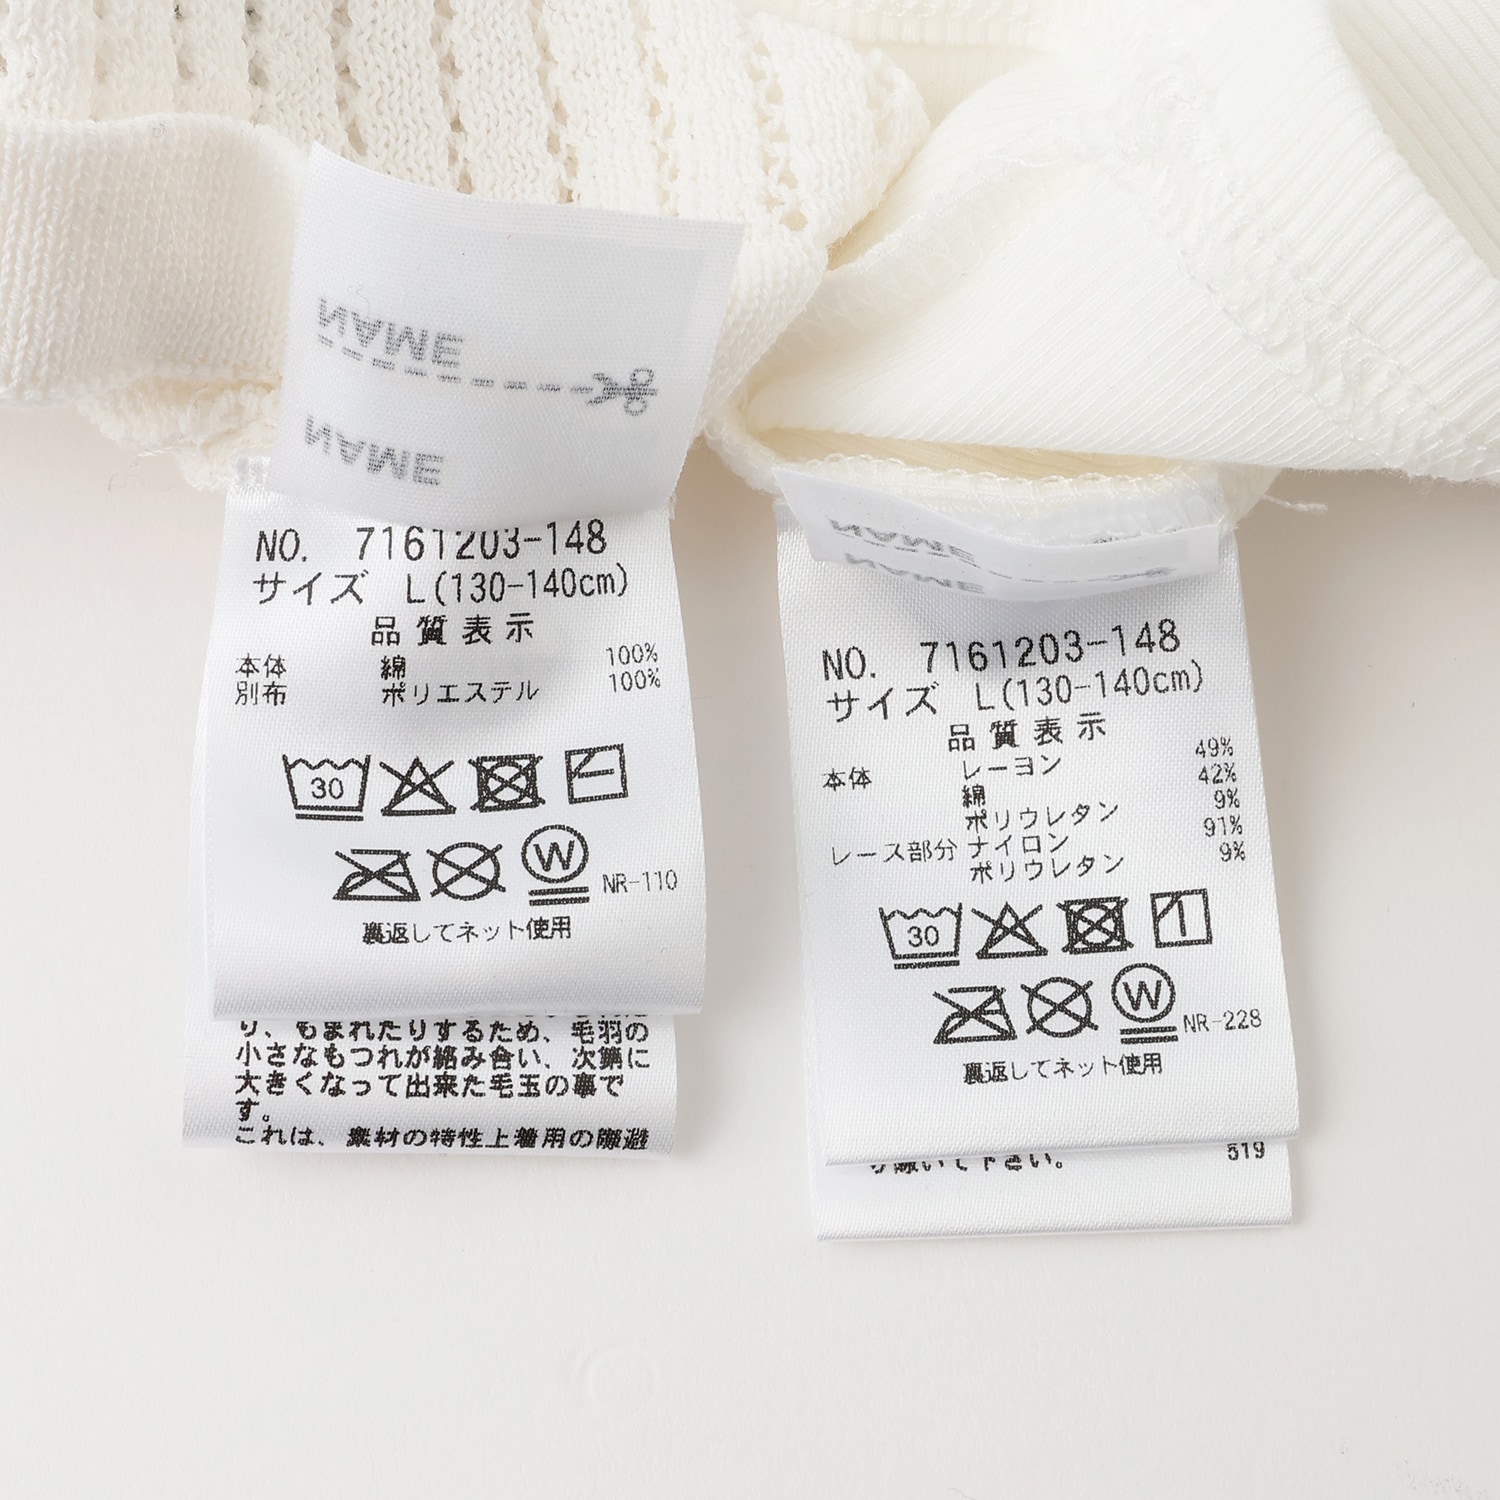 NAME
NAME
NO. 7161203-148
サイズ L(130-140cm)
品質表示
本体 綿 100%
別布 ポリエステル 100%
30
W NR-110
裏返してネット使用
り、もまれたりするため、毛羽の
小さなもつれが絡み合い、次第に
大きくなって出来た毛玉の事で
す。
これは、素材の特性上着用の際避
NAME
NAME
NO. 7161203-148
サイズ L(130-140cm)
品質表示
本体 レーヨン 49%
綿 42%
ポリウレタン 9%
レース部分 ナイロン 91%
ポリウレタン 9%
30
W NR-228
裏返してネット使用
下さい。 519